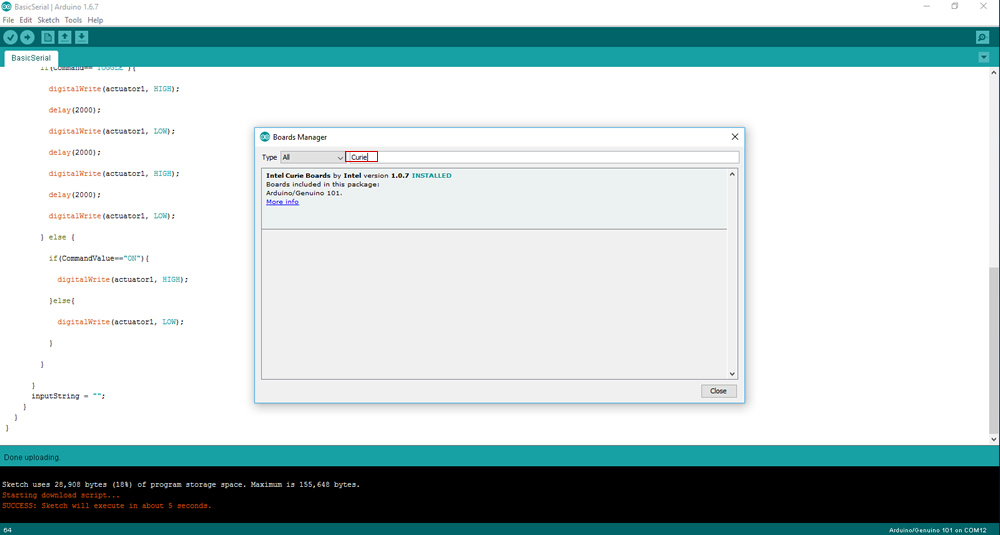 BasicSerial | Arduino 1.6.7
File Edit Sketch Tools Help
BasicSerial
if(Command=="TOGGLE"){
digitalWrite(actuator1, HIGH);
delay(2000);
digitalWrite(actuator1, LOW);
delay(2000);
digitalWrite(actuator1, HIGH);
delay(2000);
digitalWrite(actuator1, LOW);
} else {
if(CommandValue=="ON"){
digitalWrite(actuator1, HIGH);
}else{
digitalWrite(actuator1, LOW);
}
}
}
inputString = "";
}
}
}
Boards Manager
Type All Curie
Intel Curie Boards by Intel version 1.0.7 INSTALLED
Boards included in this package:
Arduino/Genuino 101.
More info
Close
Done uploading.
Sketch uses 28,908 bytes (18%) of program storage space. Maximum is 155,648 bytes.
Starting download script...
SUCCESS: Sketch will execute in about 5 seconds.
64
Arduino/Genuino 101 on COM12